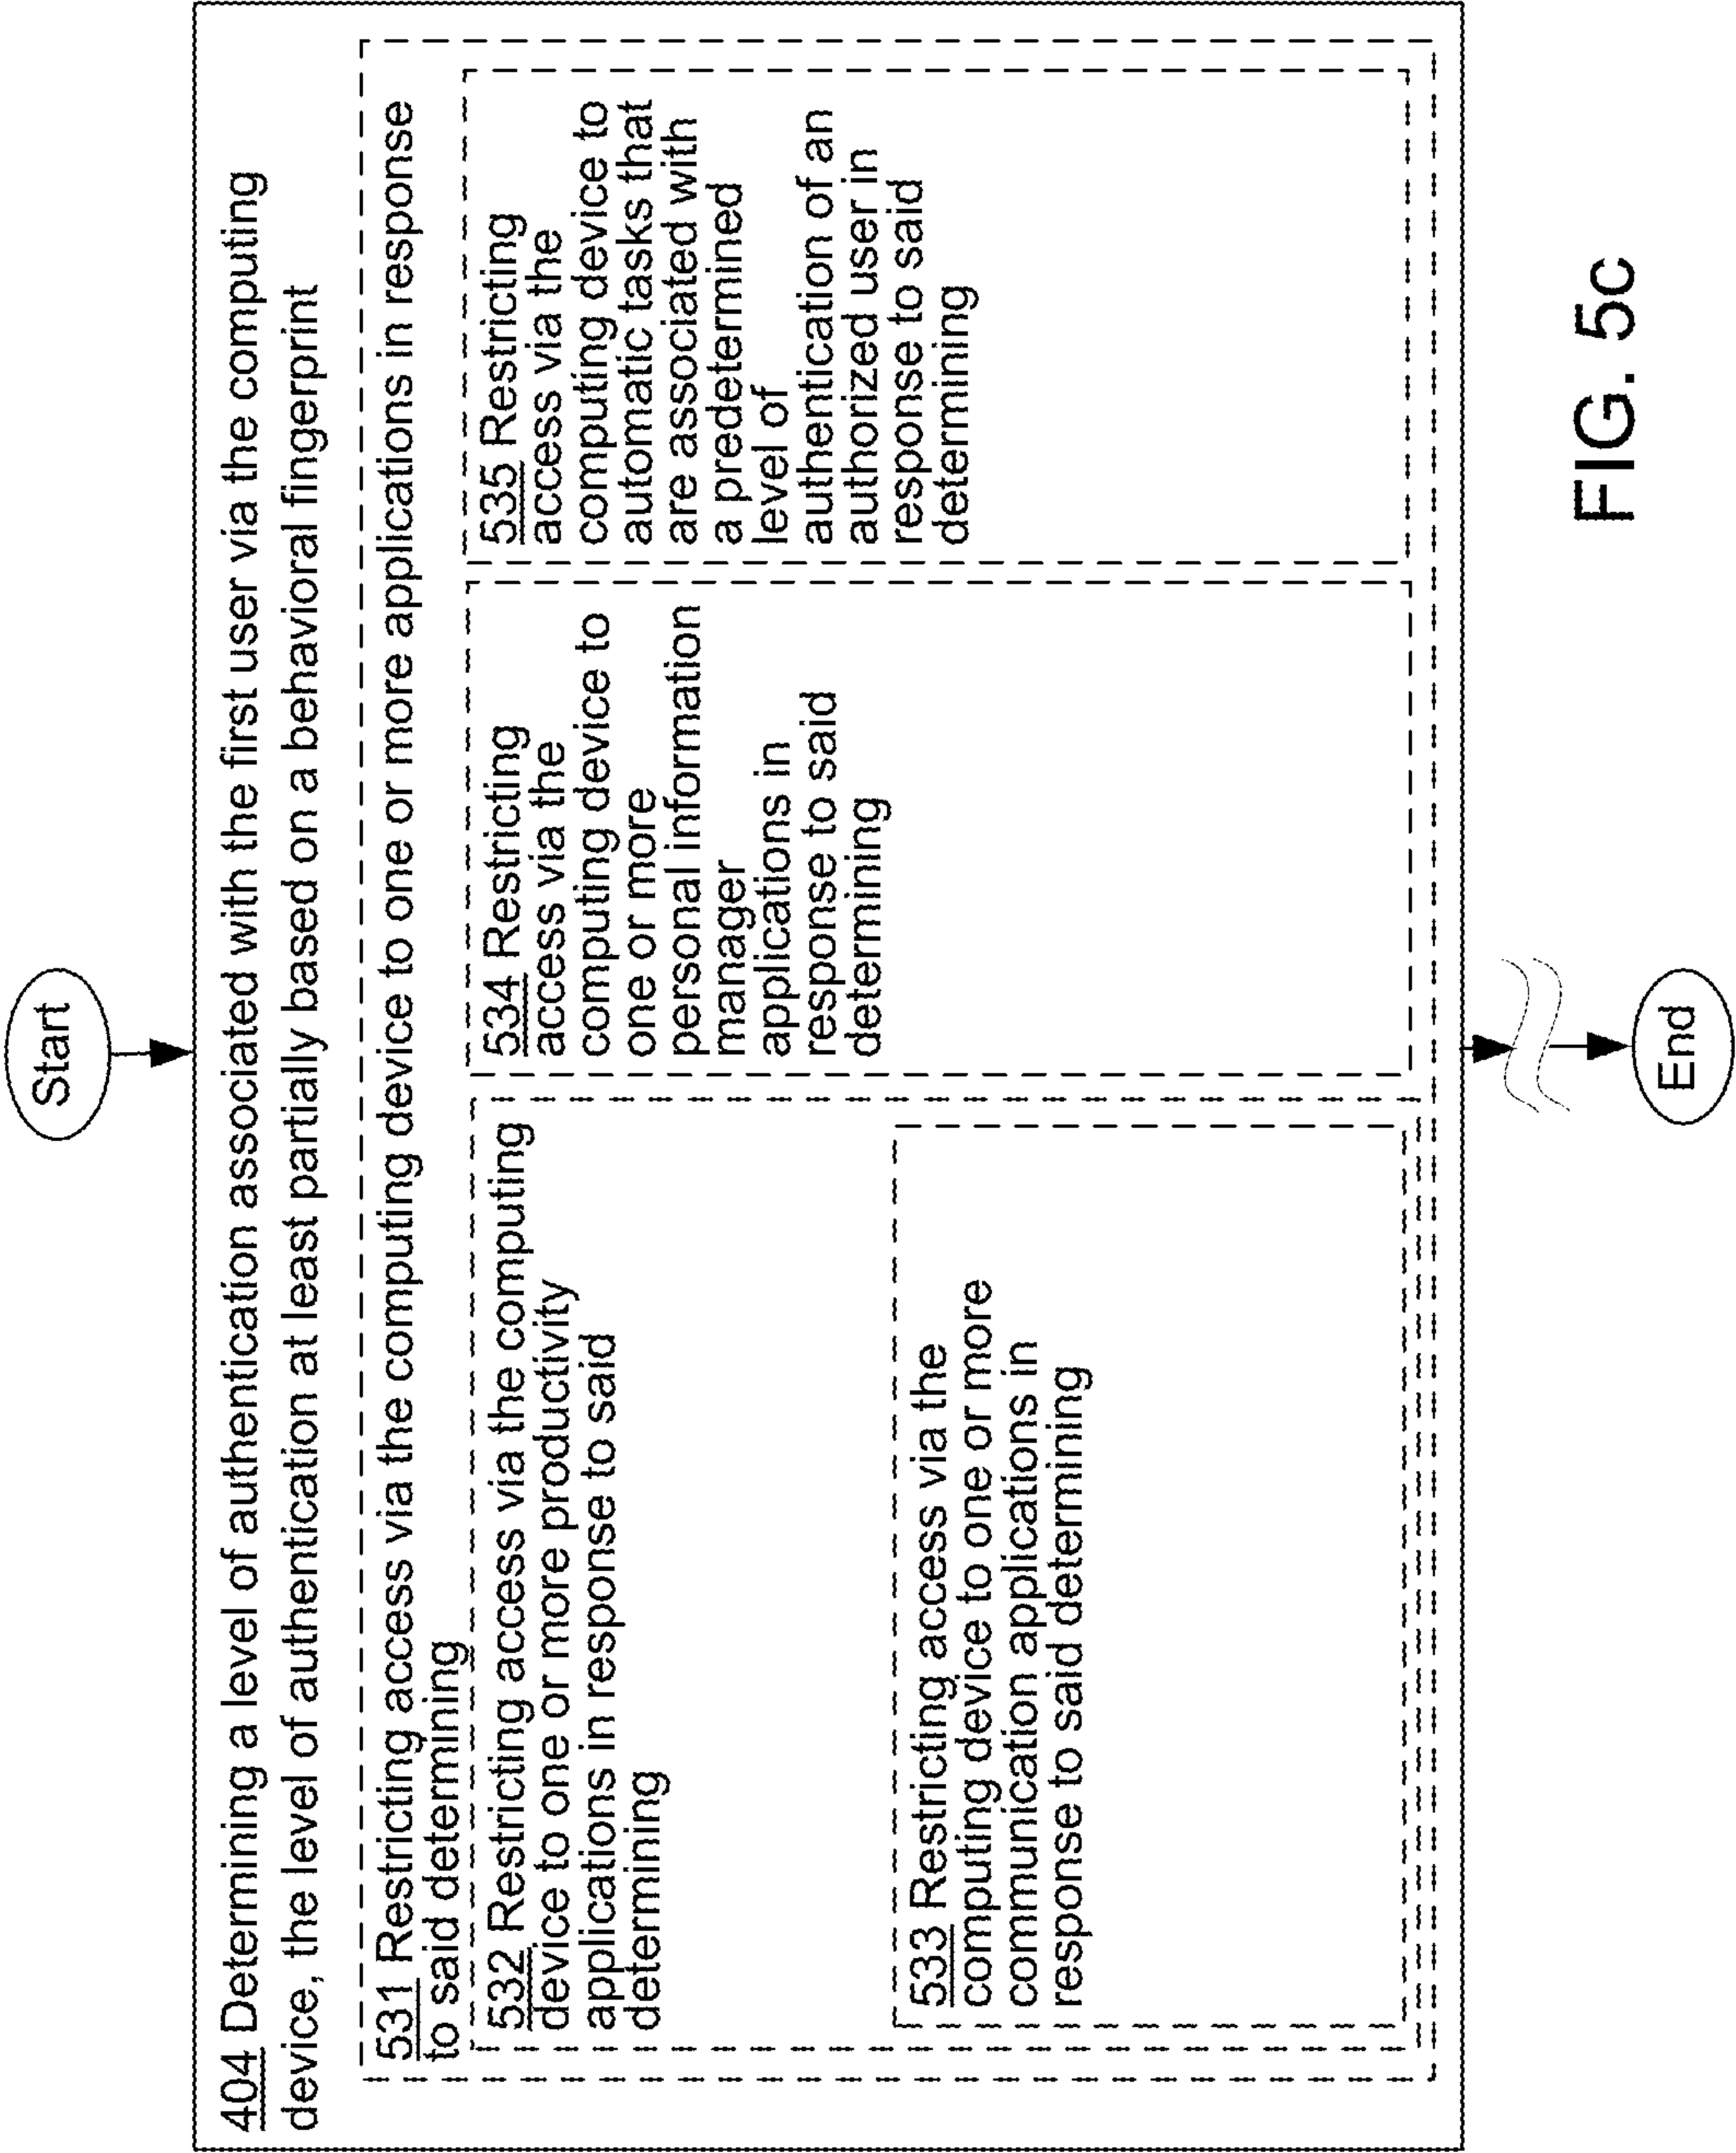 Start
404 Determining a level of authentication associated with the first user via the computing
device, the level of authentication at least partially based on a behavioral fingerprint
531 Restricting access via the computing device to one or more applications in response
to said determining
532 Restricting access via the computing
device to one or more productivity
applications in response to said
determining
533 Restricting access via the
computing device to one or more
communication applications in
response to said determining
534 Restricting
access via the
computing device to
one or more
personal information
manager
applications in
response to said
determining
535 Restricting
access via the
computing device to
automatic tasks that
are associated with
a predetermined
level of
authentication of an
authorized user in
response to said
determining
End
FIG. 5c